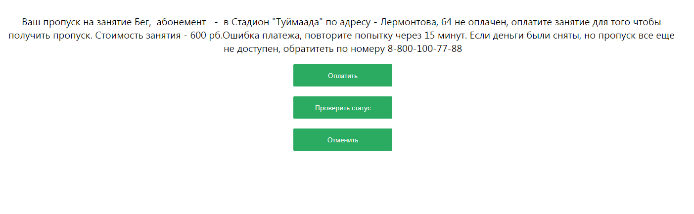 Ваш пропуск на занятие Бег,  абонемент  -  в Стадион "Туймаада" по адресу - Лермонтова, 64 не оплачен, оплатите занятие для того чтобы
получить пропуск. Стоимость занятия - 600 рб.Ошибка платежа, повторите попытку через 15 минут. Если деньги были сняты, но пропуск все еще
не доступен, обратитеть по номеру 8-800-100-77-88
Оплатить
Проверить статус
Отменить